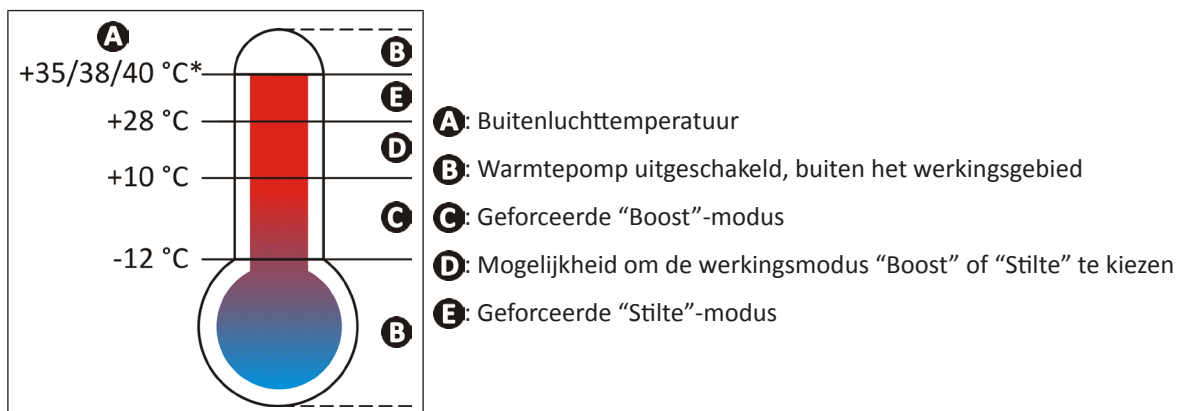 A
B
+35/38/40 °C*
E
+28 °C
D
+10 °C
C
-12 °C
B
A: Buitenluchttemperatuur
B: Warmtepomp uitgeschakeld, buiten het werkingsgebied
C: Geforceerde “Boost”-modus
D: Mogelijkheid om de werkingsmodus “Boost” of “Stilte” te kiezen
E: Geforceerde “Stilte”-modus